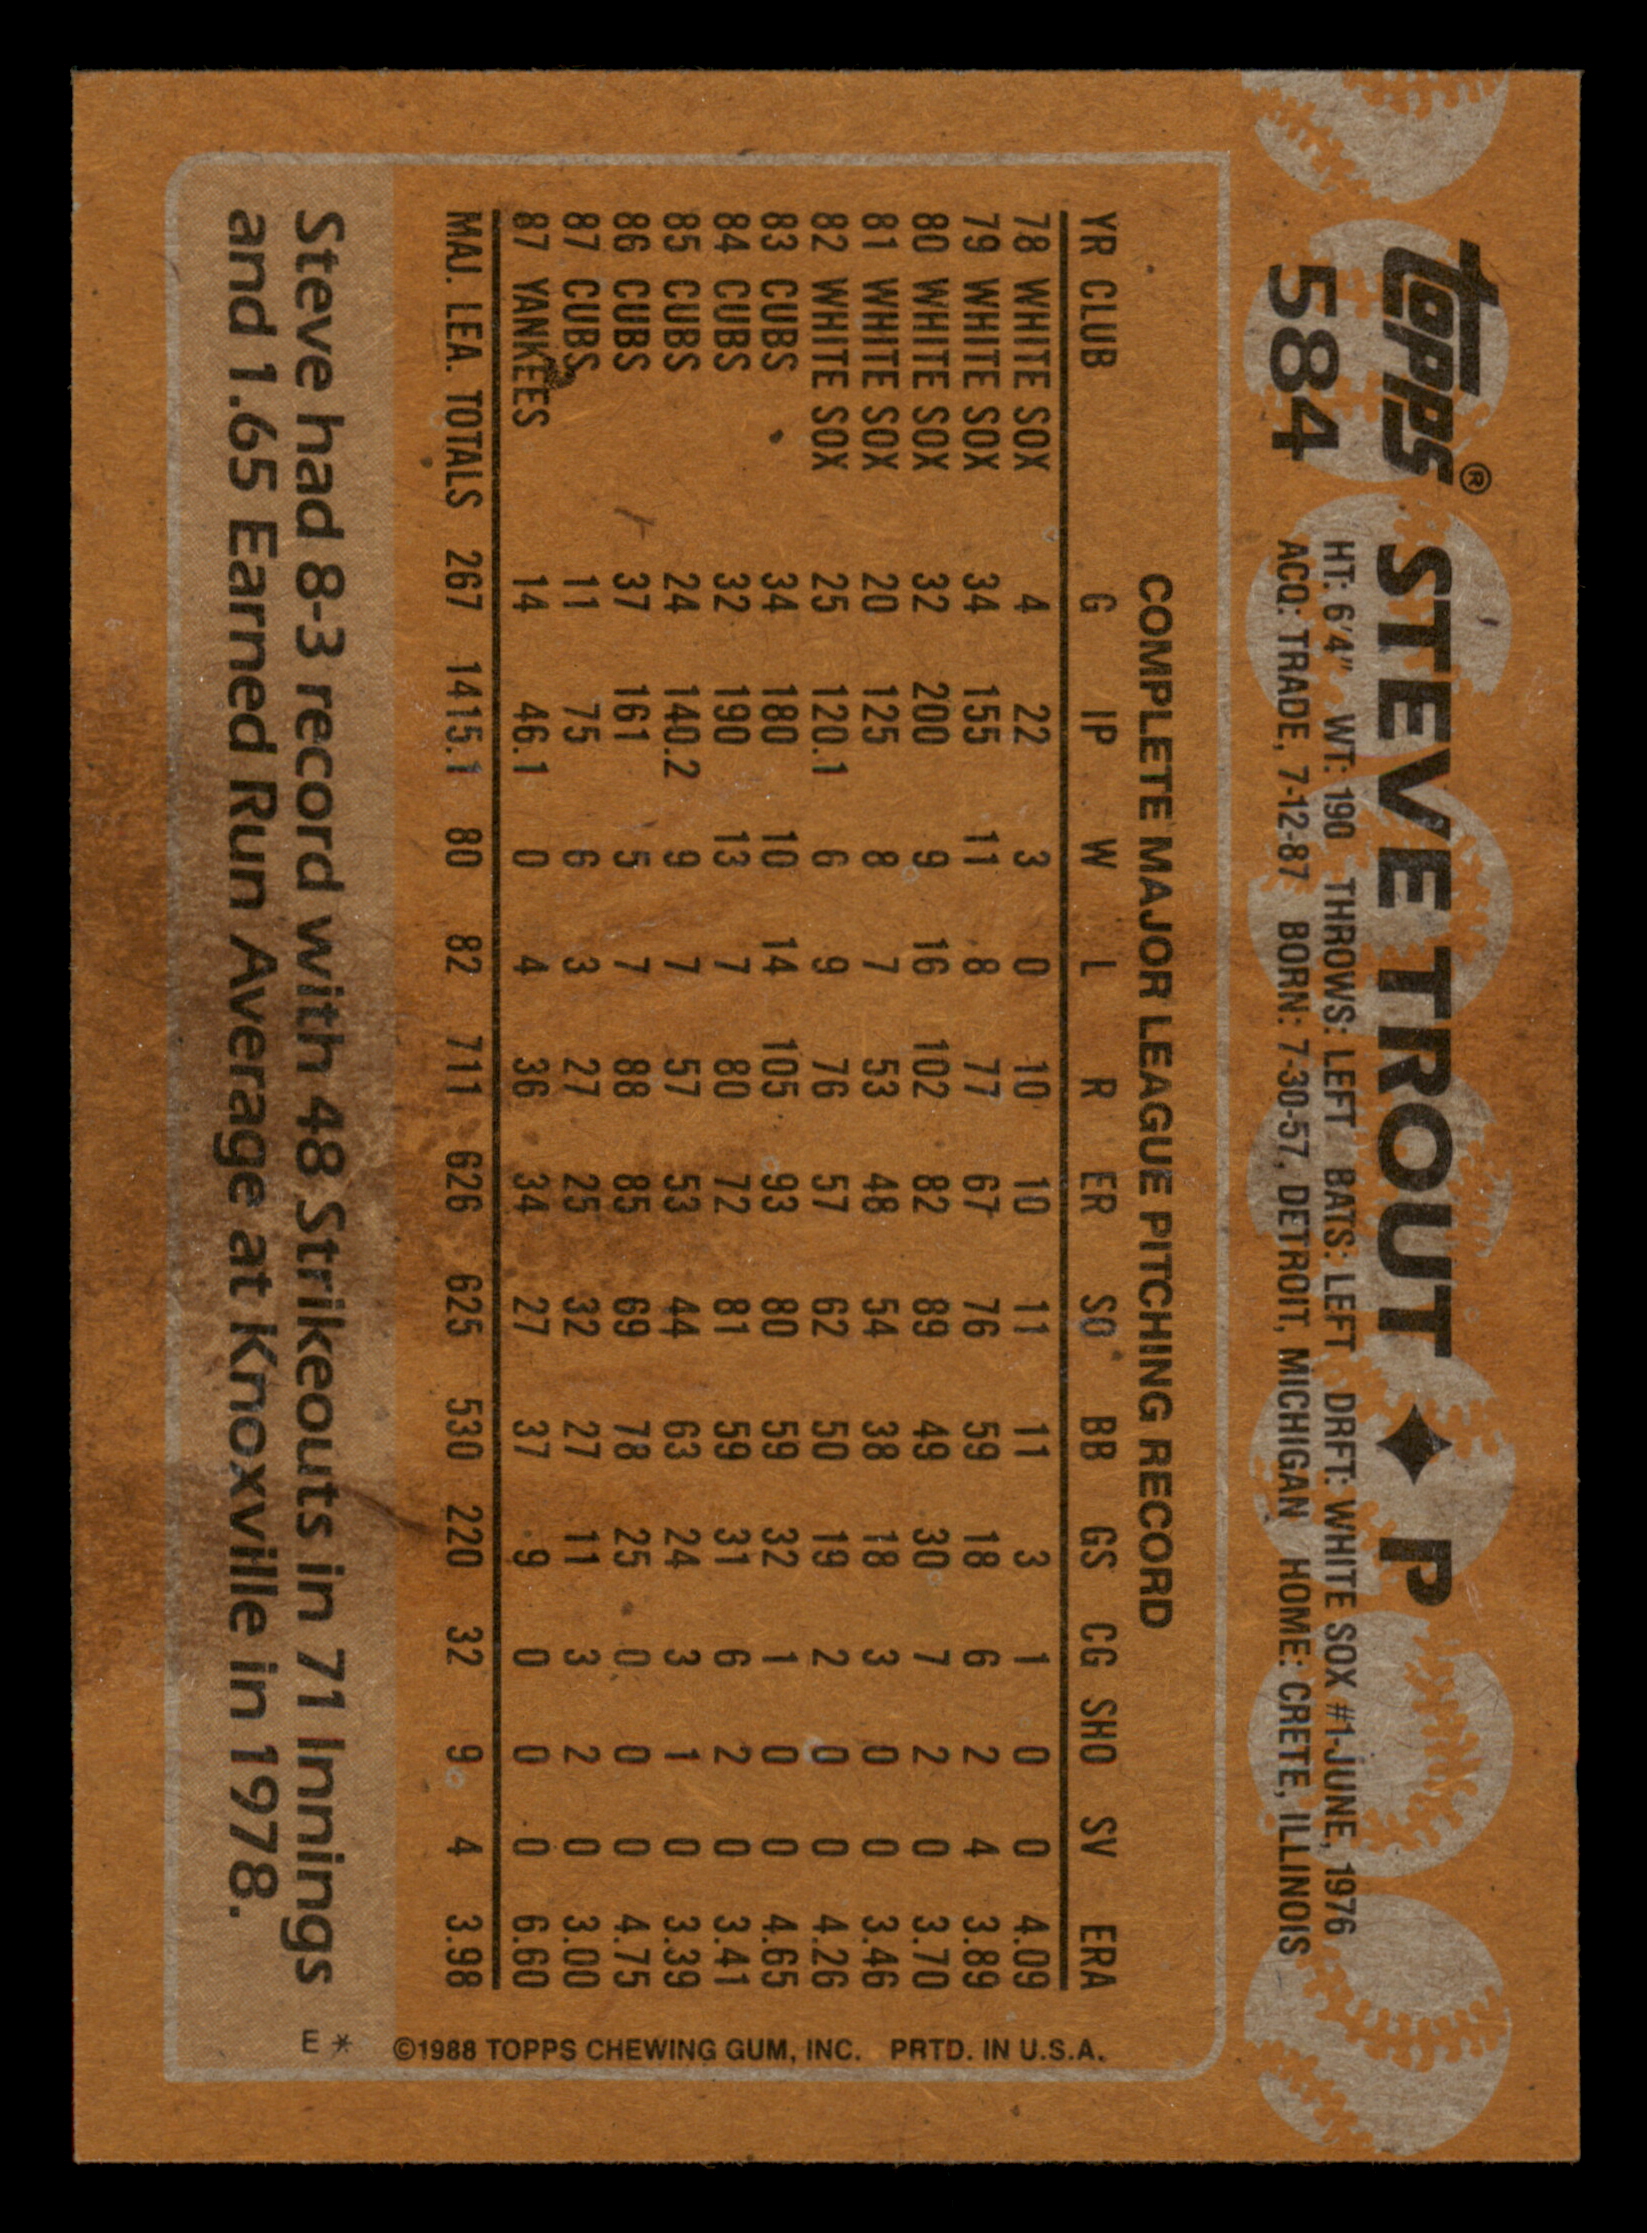 topps®
584
STEVE TROUT ✦ P
HT: 6'4" WT: 190 THROWS: LEFT BATS: LEFT DRFT: WHITE SOX #1-JUNE, 1976
ACQ: TRADE, 7-12-87 BORN: 7-30-57, DETROIT, MICHIGAN HOME: CRETE, ILLINOIS
COMPLETE MAJOR LEAGUE PITCHING RECORD
YR CLUB G IP W L R ER SO BB GS CG SHO SV ERA
78 WHITE SOX 4 22 3 0 10 10 11 11 3 1 0 0 4.09
79 WHITE SOX 34 155 11 8 77 67 76 59 18 6 2 4 3.89
80 WHITE SOX 32 200 9 16 102 82 89 49 30 7 2 0 3.70
81 WHITE SOX 20 125 8 7 53 48 54 38 18 3 0 0 3.46
82 WHITE SOX 25 120.1 6 9 76 57 62 50 19 2 0 0 4.26
83 CUBS 34 180 10 14 105 93 80 59 32 1 0 0 4.65
84 CUBS 32 190 13 7 80 72 81 59 31 6 2 0 3.41
85 CUBS 24 140.2 9 7 57 53 44 63 24 3 1 0 3.39
86 CUBS 37 161 5 7 88 85 69 78 25 0 0 0 4.75
87 CUBS 11 75 6 3 27 25 32 27 11 3 2 0 3.00
87 YANKEES 14 46.1 0 4 36 34 27 37 9 0 0 0 6.60
MAJ. LEA. TOTALS 267 1415.1 80 82 711 626 625 530 220 32 9 4 3.98
Steve had 8-3 record with 48 Strikeouts in 71 Innings
and 1.65 Earned Run Average at Knoxville in 1978.
©1988 TOPPS CHEWING GUM, INC. PRTD. IN U.S.A.
E*